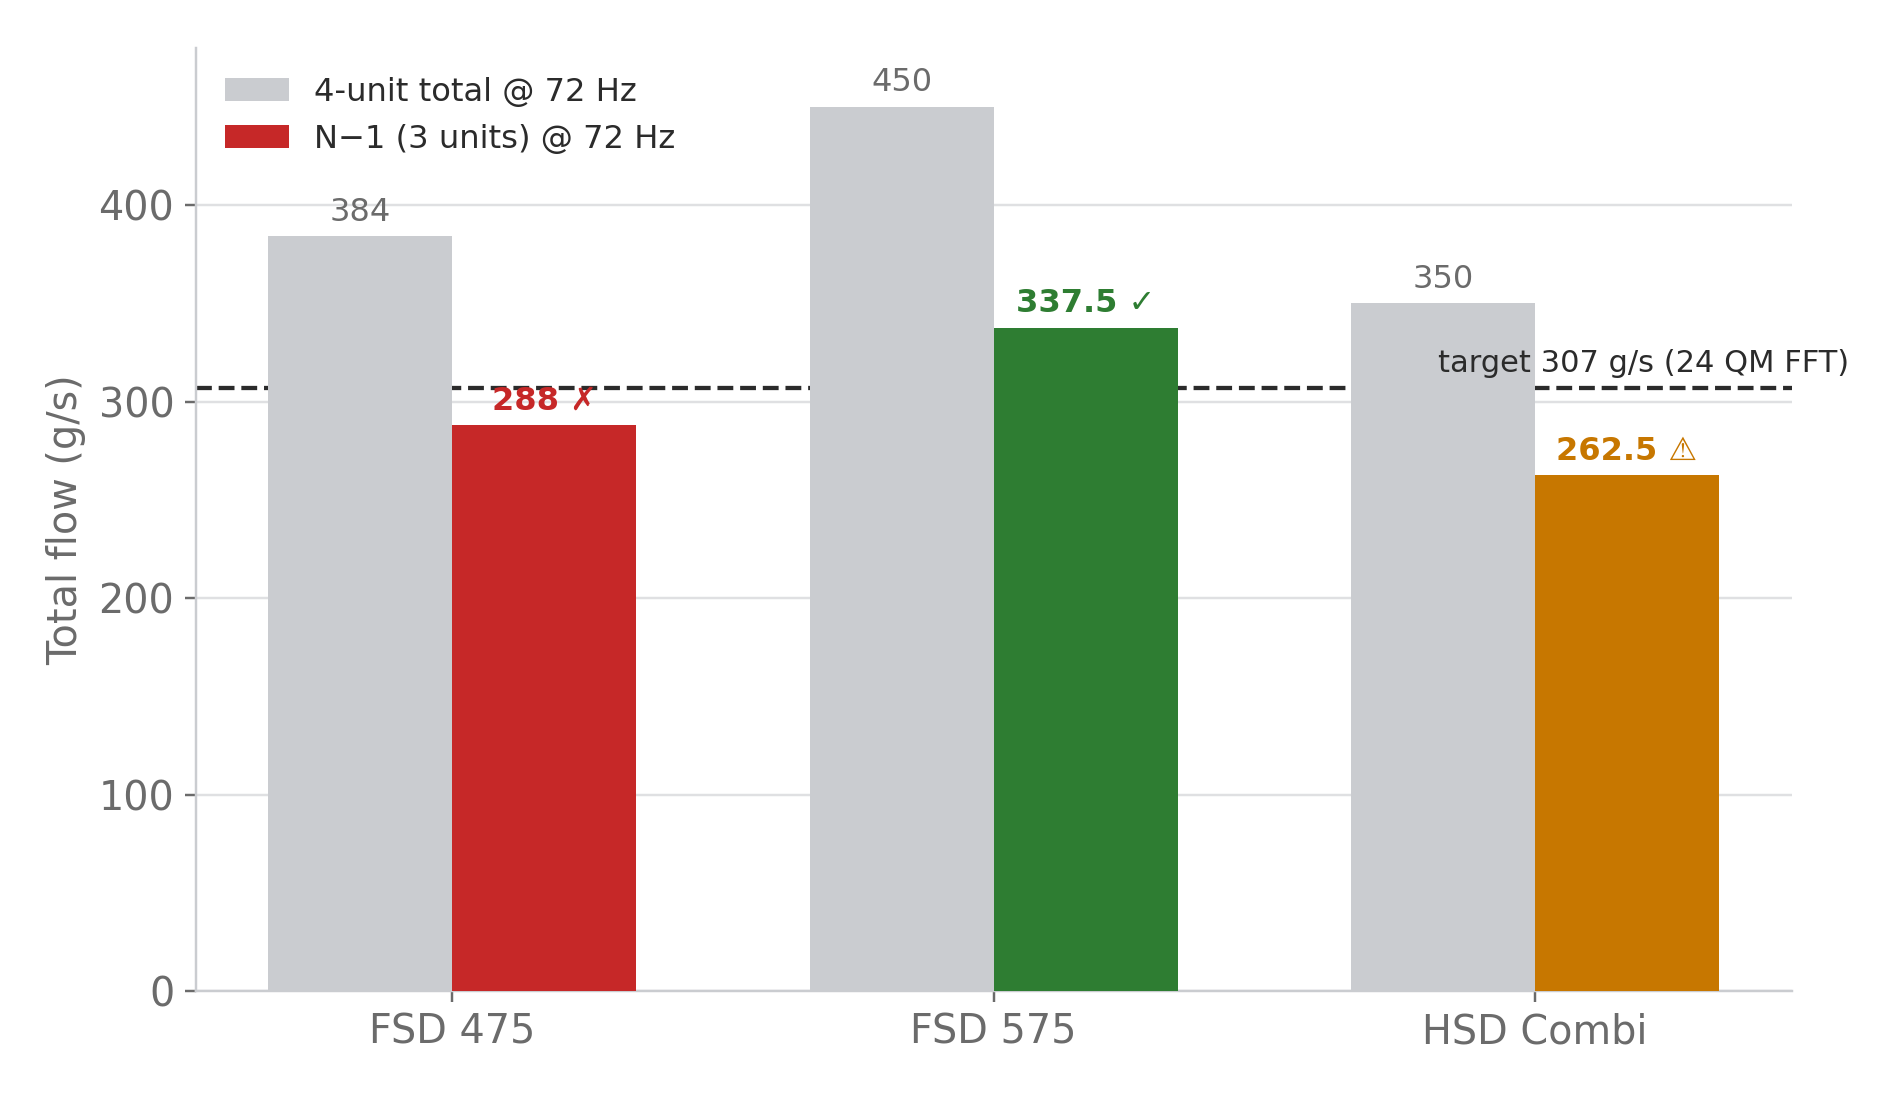 4-unit total @ 72 Hz
N−1 (3 units) @ 72 Hz
Total flow (g/s)
400
300
200
100
0
384
288 ✗
450
337.5 ✓
350
target 307 g/s (24 QM FFT)
262.5 ⚠
FSD 475
FSD 575
HSD Combi